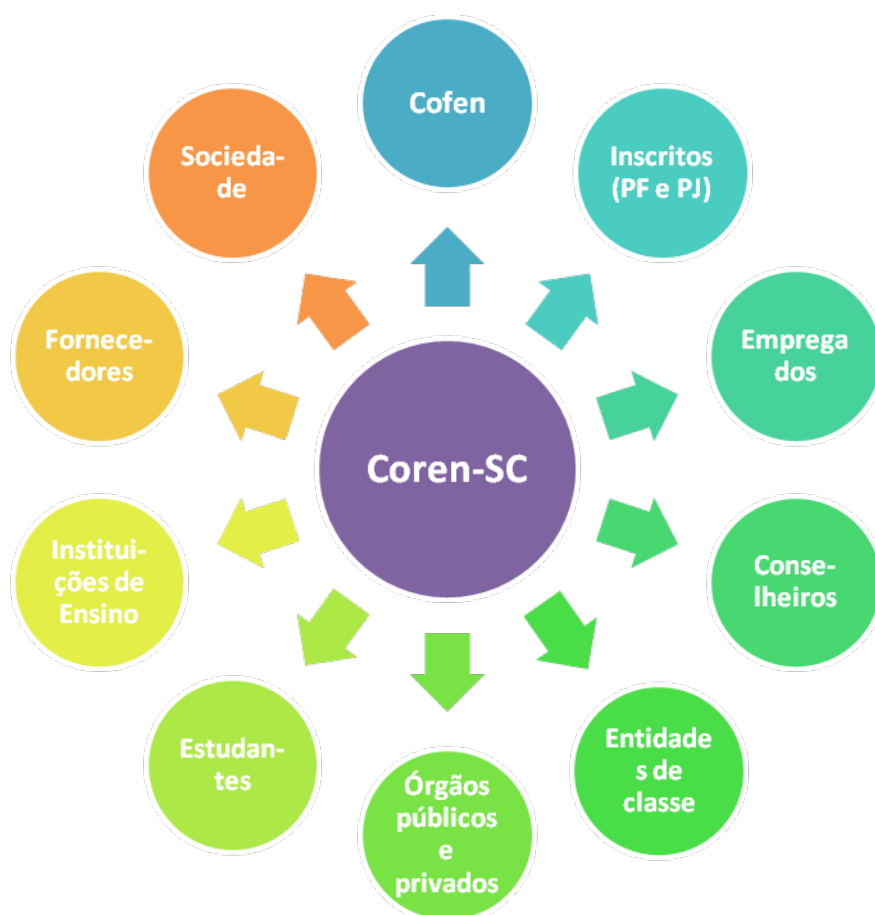 Cofen
Inscritos
(PF e PJ)
Emprega
dos
Conse-
lheiros
Entidade
s de
classe
Órgãos
públicos
e
privados
Estudan-
tes
Institui-
ções de
Ensino
Fornece-
dores
Socieda-
de
Coren-SC